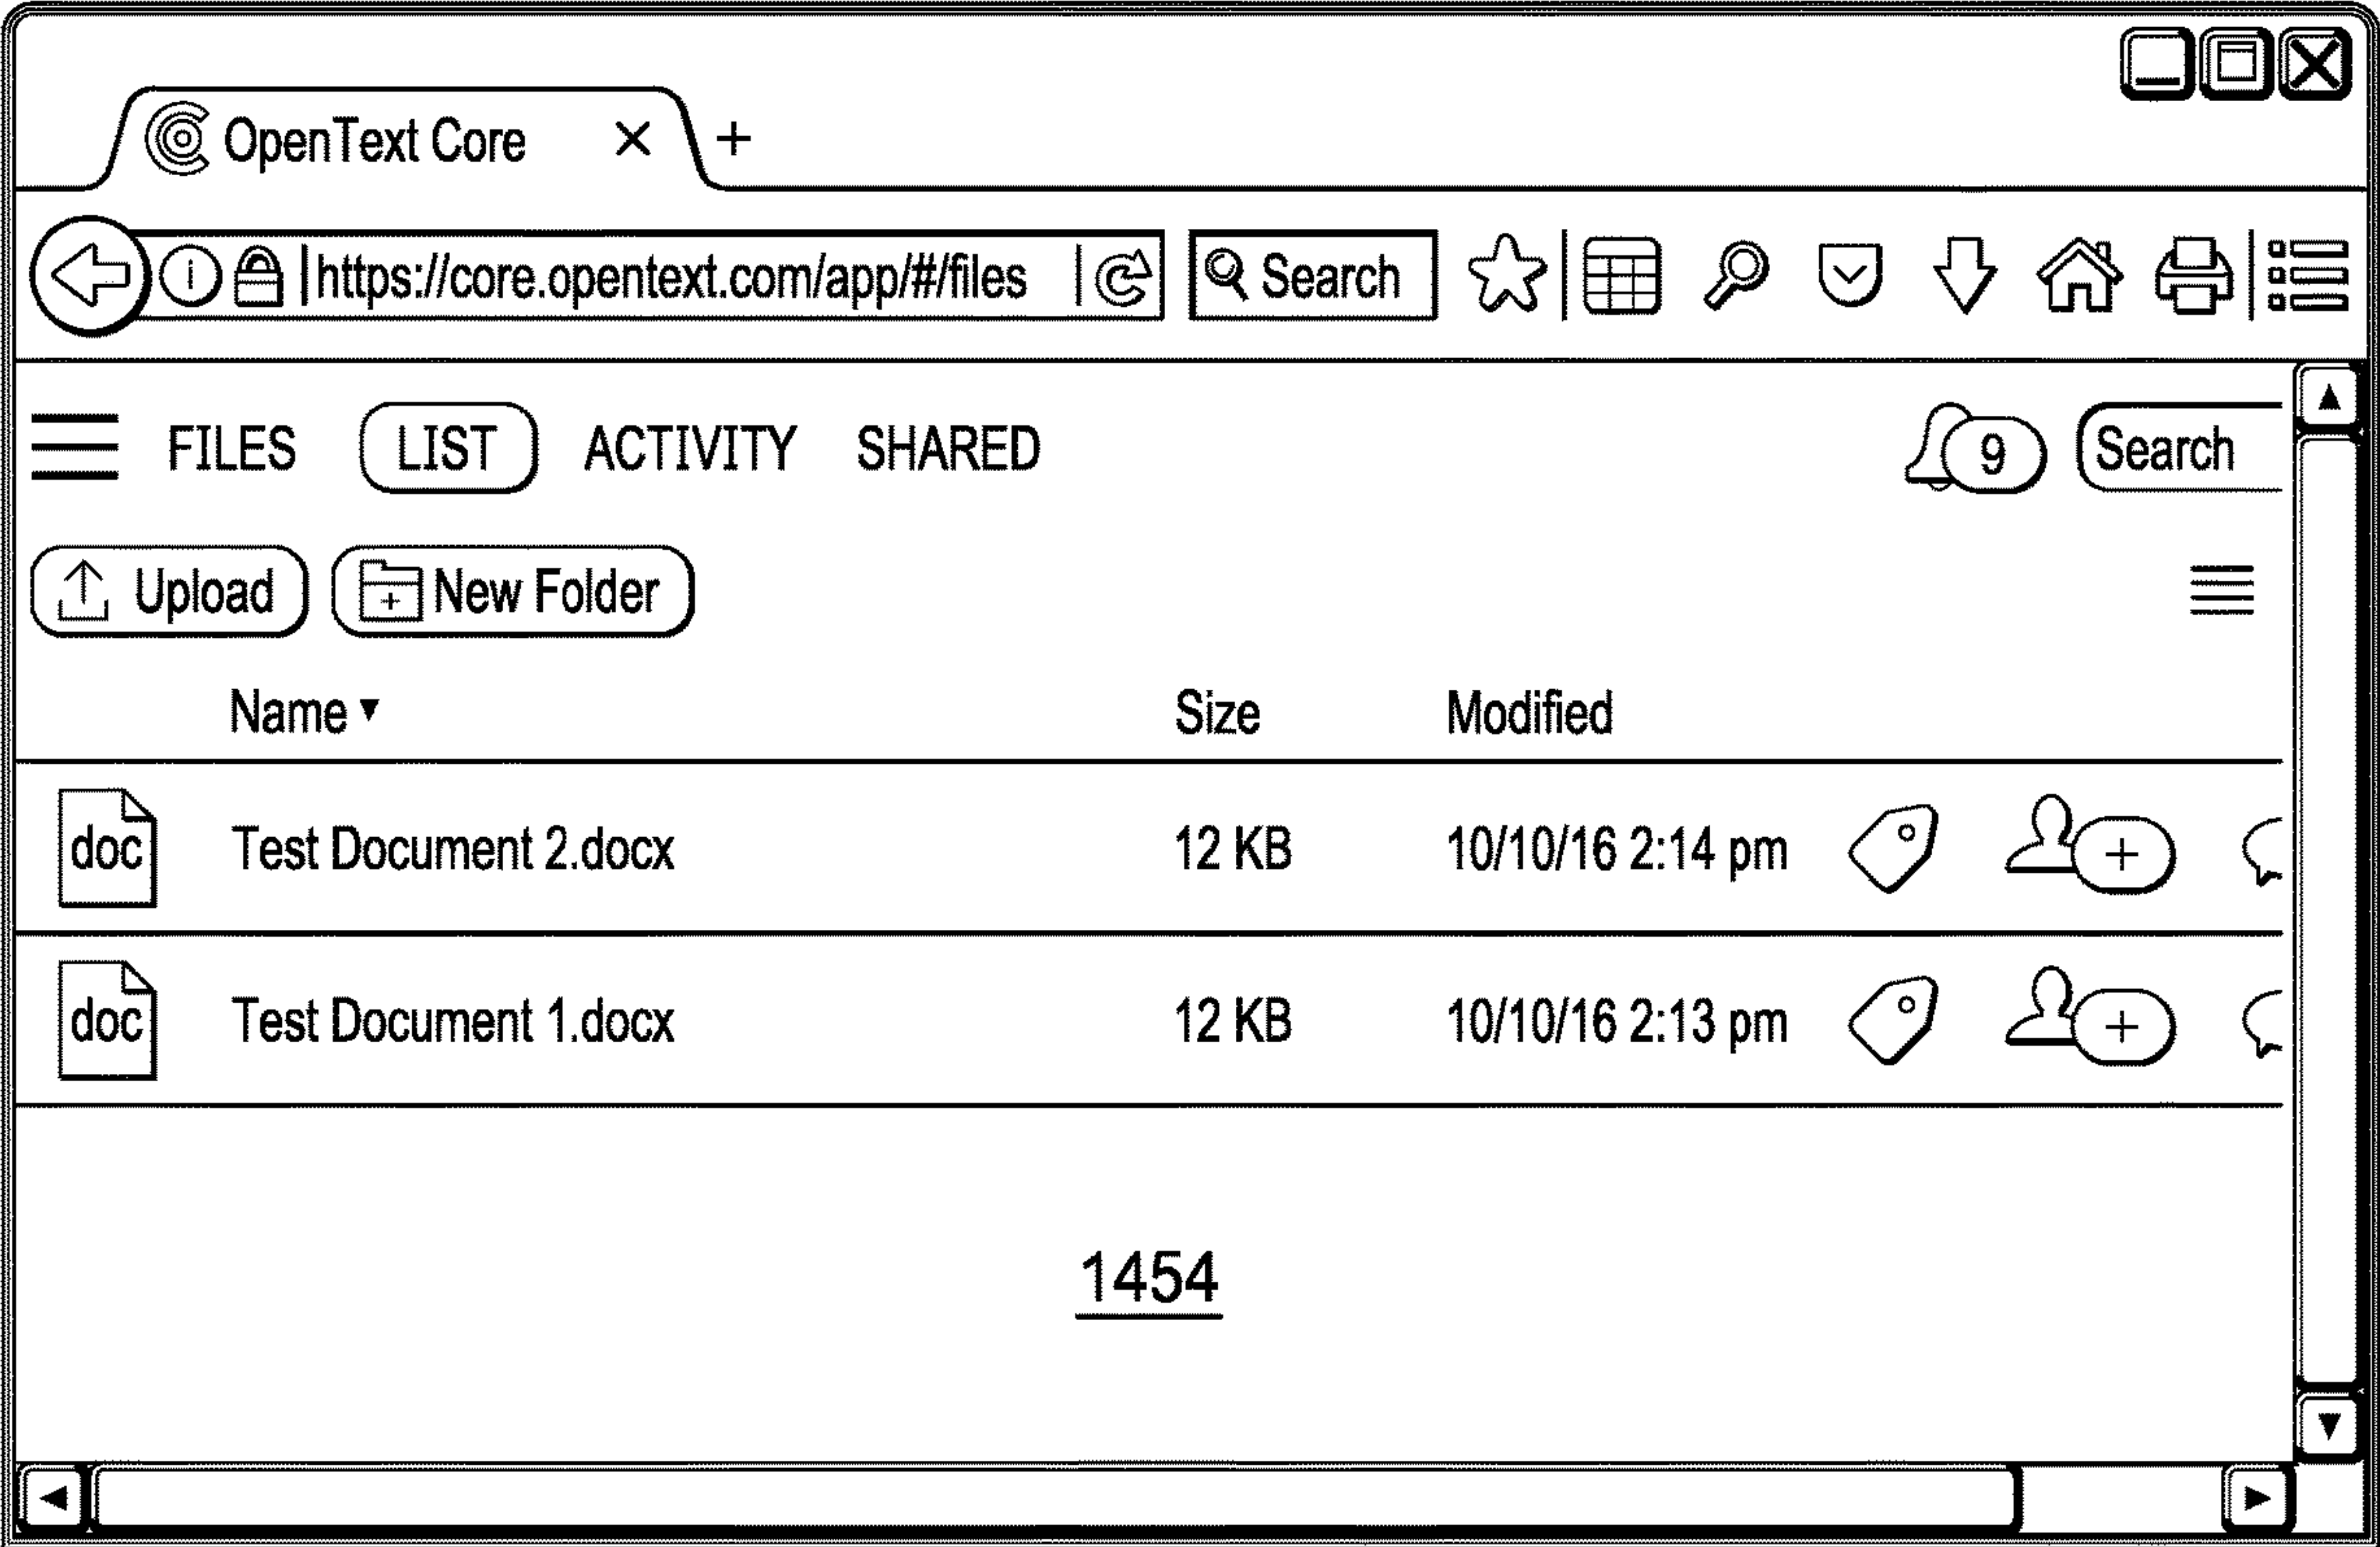 OpenText Core
https://core.opentext.com/app/#/files Search
FILES LIST ACTIVITY SHARED 9 Search
Upload New Folder
Name Size Modified
doc Test Document 2.docx 12 KB 10/10/16 2:14 pm
doc Test Document 1.docx 12 KB 10/10/16 2:13 pm
1454